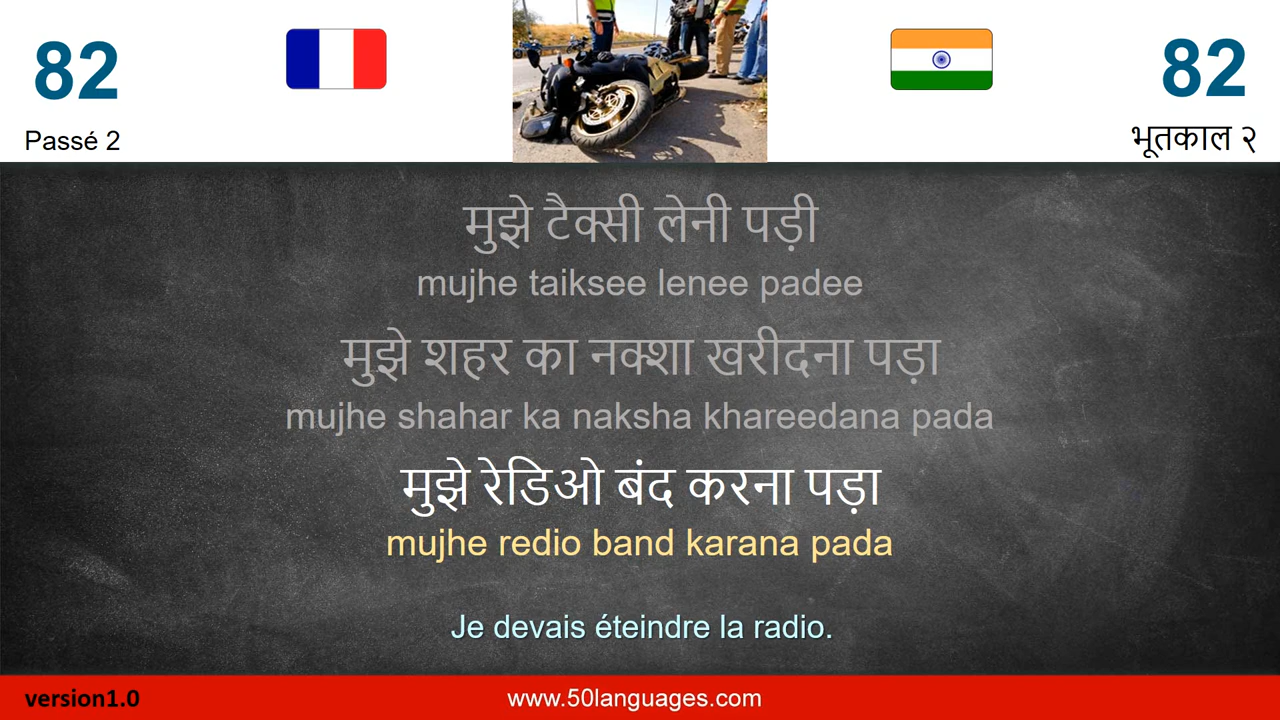 82
Passé 2
82
भूतकाल २
मुझे टैक्सी लेनी पड़ी
mujhe taiksee lenee padee
मुझे शहर का नक्शा खरीदना पड़ा
mujhe shahar ka naksha khareedana pada
मुझे रेडिओ बंद करना पड़ा
mujhe redio band karana pada
Je devais éteindre la radio.
version1.0
www.50languages.com